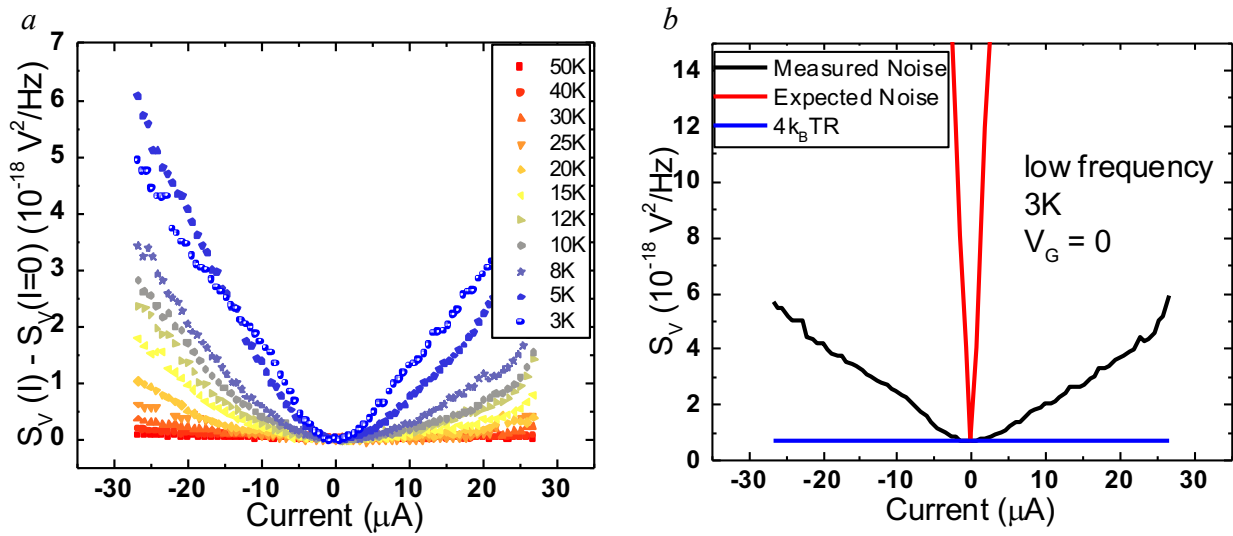 a
S_V (I) - S_V(I=0) (10^-18 V^2/Hz)
7
6
5
4
3
2
1
0
-30 -20 -10 0 10 20 30
Current (μA)
50K
40K
30K
25K
20K
15K
12K
10K
8K
5K
3K
b
S_V (10^-18 V^2/Hz)
14
12
10
8
6
4
2
0
-30 -20 -10 0 10 20 30
Current (μA)
Measured Noise
Expected Noise
4k_BTR
low frequency
3K
V_G = 0